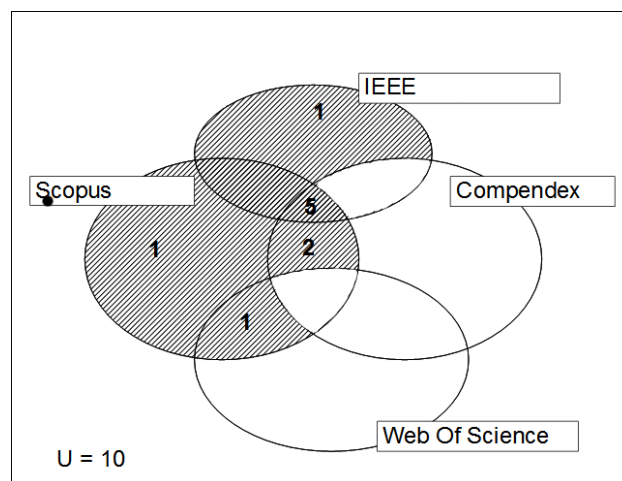 IEEE
1
Scopus
Compendex
5
1
2
1
Web Of Science
U = 10